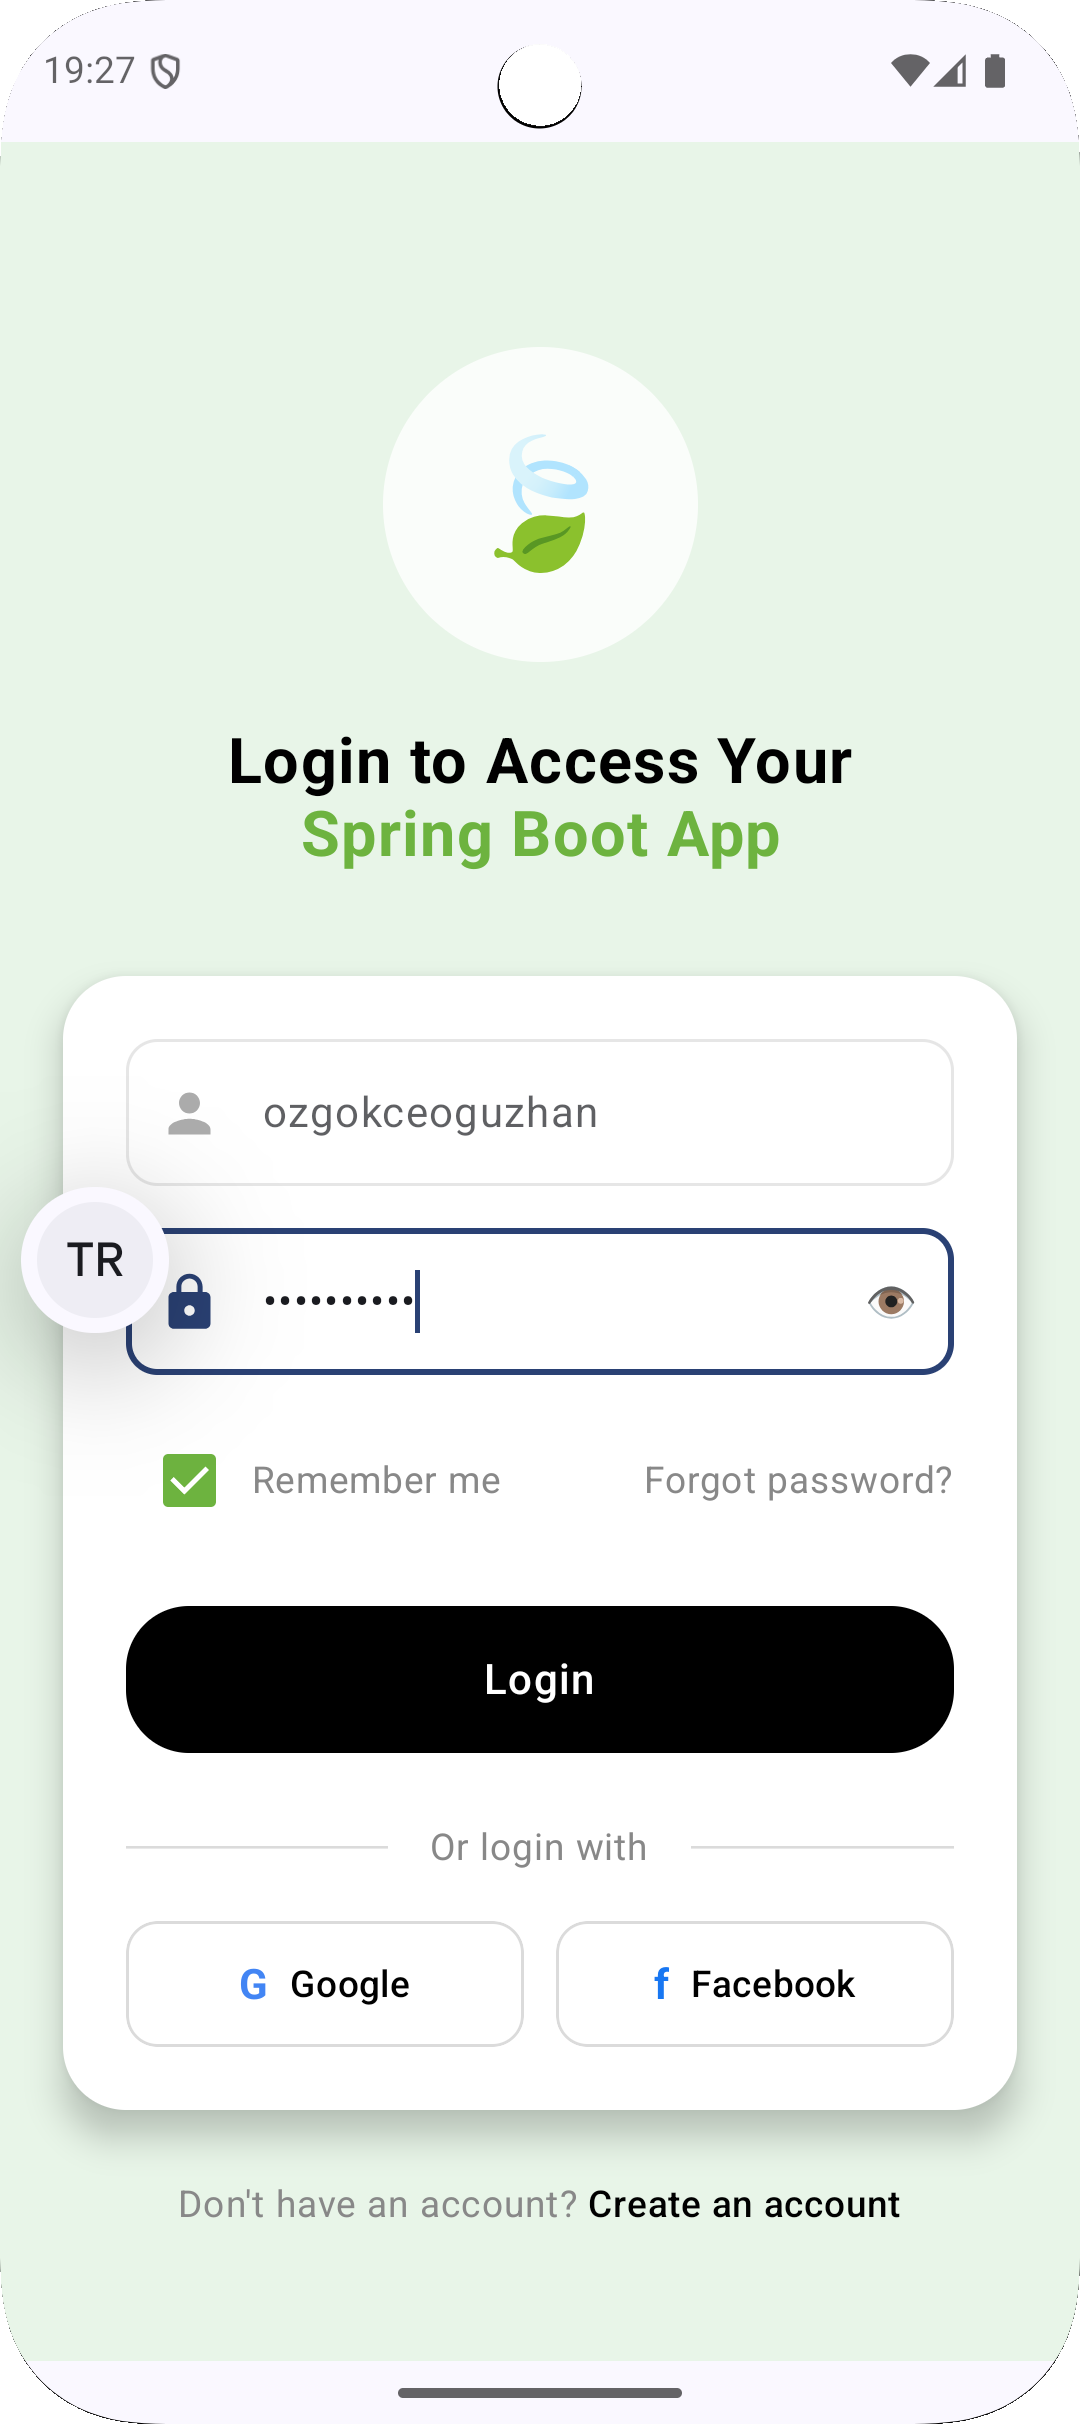 19:27
Login to Access Your
Spring Boot App
ozgokceoguzhan
TR
••••••••••
Remember me
Forgot password?
Login
Or login with
G Google
f Facebook
Don't have an account? Create an account